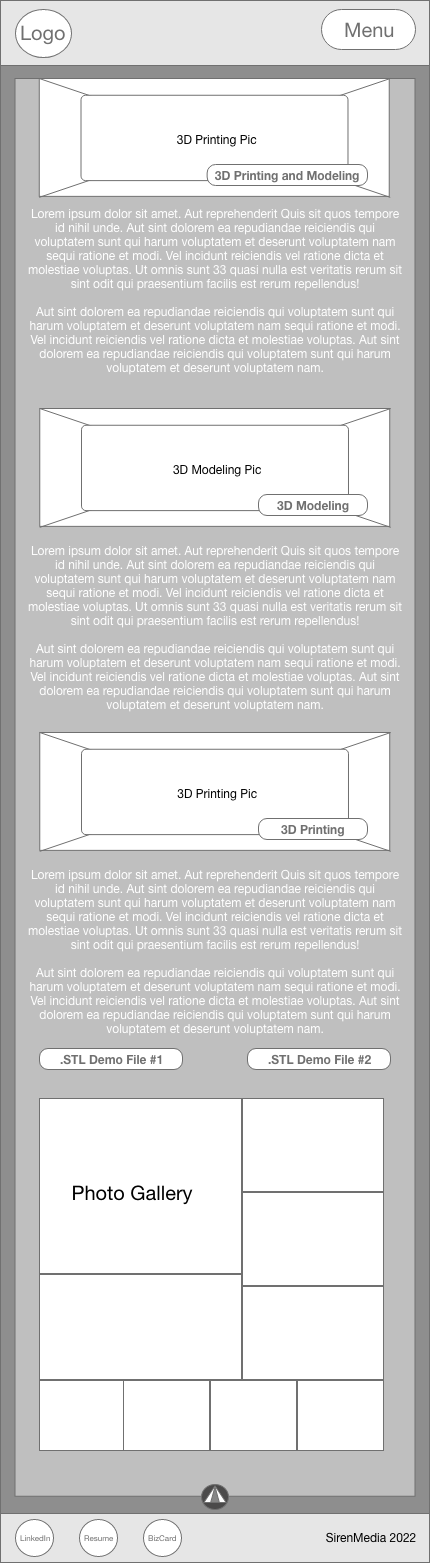 Logo
Menu
3D Printing Pic
3D Printing and Modeling
Lorem ipsum dolor sit amet. Aut reprehenderit Quis sit quos tempore
id nihil unde. Aut sint dolorem ea repudiandae reiciendis qui
voluptatem sunt qui harum voluptatem et deserunt voluptatem nam
sequi ratione et modi. Vel incidunt reiciendis vel ratione dicta et
molestiae voluptas. Ut omnis sunt 33 quasi nulla est veritatis rerum sit
sint odit qui praesentium facilis est rerum repellendus!
Aut sint dolorem ea repudiandae reiciendis qui voluptatem sunt qui
harum voluptatem et deserunt voluptatem nam sequi ratione et modi.
Vel incidunt reiciendis vel ratione dicta et molestiae voluptas. Aut sint
dolorem ea repudiandae reiciendis qui voluptatem sunt qui harum
voluptatem et deserunt voluptatem nam.
3D Modeling Pic
3D Modeling
Lorem ipsum dolor sit amet. Aut reprehenderit Quis sit quos tempore
id nihil unde. Aut sint dolorem ea repudiandae reiciendis qui
voluptatem sunt qui harum voluptatem et deserunt voluptatem nam
sequi ratione et modi. Vel incidunt reiciendis vel ratione dicta et
molestiae voluptas. Ut omnis sunt 33 quasi nulla est veritatis rerum sit
sint odit qui praesentium facilis est rerum repellendus!
Aut sint dolorem ea repudiandae reiciendis qui voluptatem sunt qui
harum voluptatem et deserunt voluptatem nam sequi ratione et modi.
Vel incidunt reiciendis vel ratione dicta et molestiae voluptas. Aut sint
dolorem ea repudiandae reiciendis qui voluptatem sunt qui harum
voluptatem et deserunt voluptatem nam.
3D Printing Pic
3D Printing
Lorem ipsum dolor sit amet. Aut reprehenderit Quis sit quos tempore
id nihil unde. Aut sint dolorem ea repudiandae reiciendis qui
voluptatem sunt qui harum voluptatem et deserunt voluptatem nam
sequi ratione et modi. Vel incidunt reiciendis vel ratione dicta et
molestiae voluptas. Ut omnis sunt 33 quasi nulla est veritatis rerum sit
sint odit qui praesentium facilis est rerum repellendus!
Aut sint dolorem ea repudiandae reiciendis qui voluptatem sunt qui
harum voluptatem et deserunt voluptatem nam sequi ratione et modi.
Vel incidunt reiciendis vel ratione dicta et molestiae voluptas. Aut sint
dolorem ea repudiandae reiciendis qui voluptatem sunt qui harum
voluptatem et deserunt voluptatem nam.
.STL Demo File #1
.STL Demo File #2
Photo Gallery
LinkedIn
Resume
BizCard
SirenMedia 2022